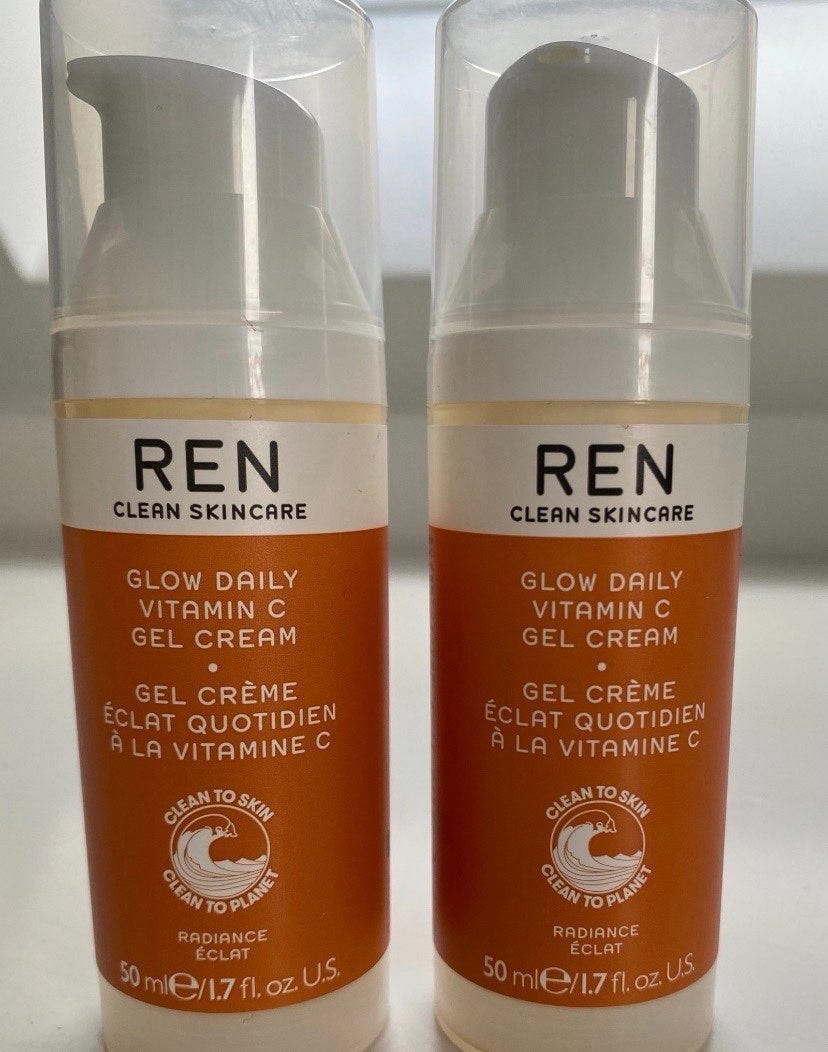 REN
CLEAN SKINCARE
GLOW DAILY
VITAMIN C
GEL CREAM
•
GEL CRÈME
ÉCLAT QUOTIDIEN
À LA VITAMINE C
CLEAN TO SKIN
CLEAN TO PLANET
RADIANCE
ÉCLAT
50 ml℮/1.7 fl. oz. U.S.
REN
CLEAN SKINCARE
GLOW DAILY
VITAMIN C
GEL CREAM
•
GEL CRÈME
ÉCLAT QUOTIDIEN
À LA VITAMINE C
CLEAN TO SKIN
CLEAN TO PLANET
RADIANCE
ÉCLAT
50 ml℮/1.7 fl. oz. U.S.